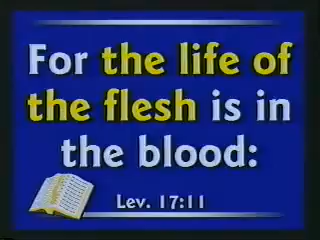 For the life of
the flesh is in
the blood:
Lev. 17:11